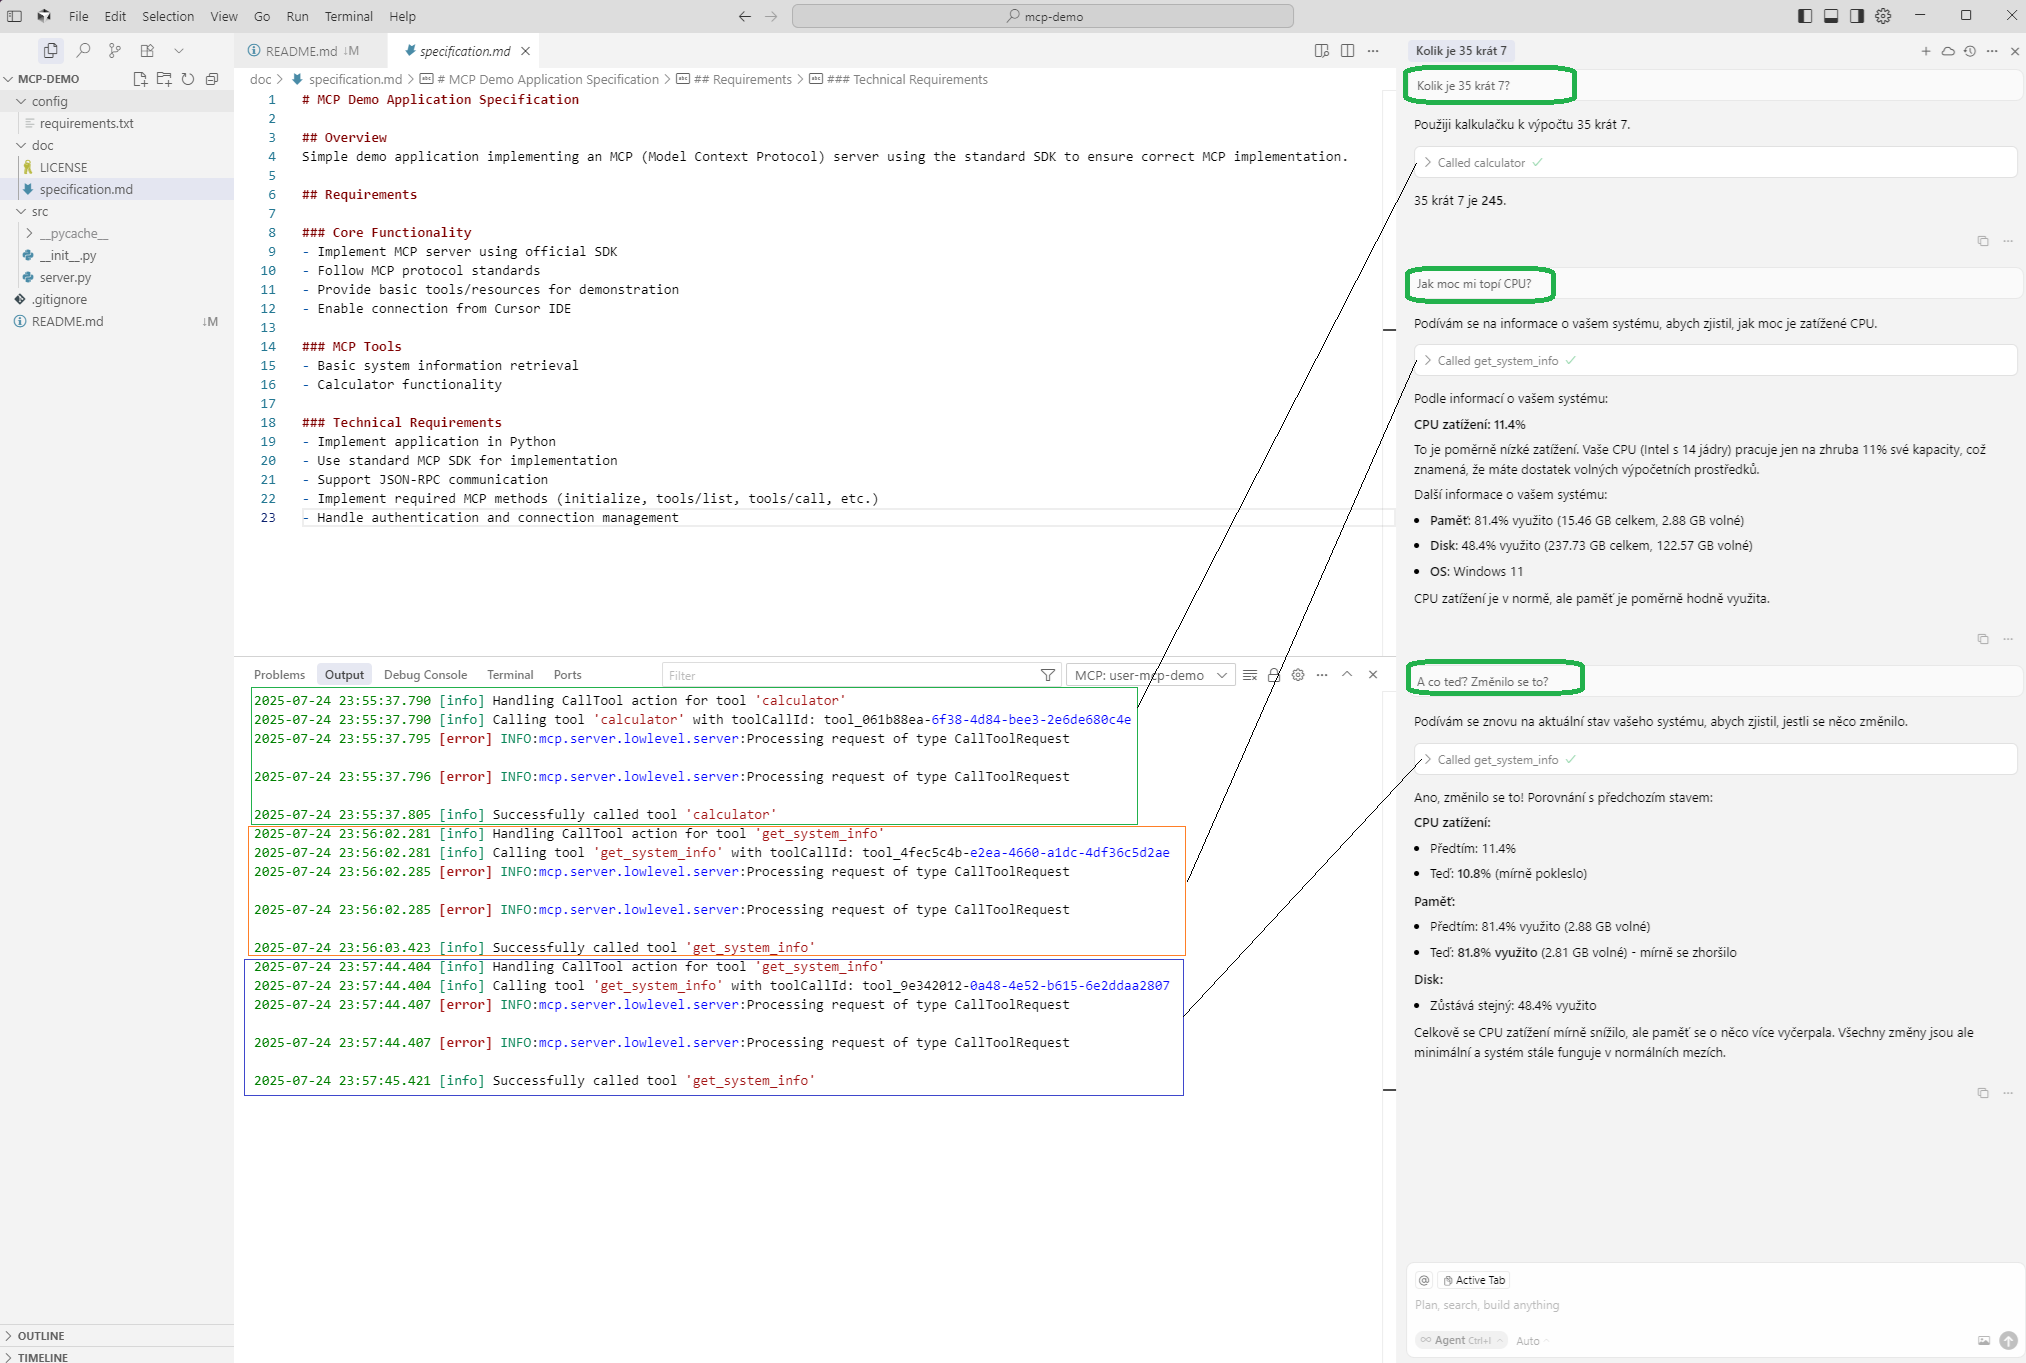 File Edit Selection View Go Run Terminal Help
mcp-demo
MCP-DEMO
config
requirements.txt
doc
LICENSE
specification.md
src
__pycache__
__init__.py
server.py
.gitignore
README.md ↓M
OUTLINE
TIMELINE
README.md ↓M
specification.md
doc > specification.md > # MCP Demo Application Specification > ## Requirements > ### Technical Requirements
1 # MCP Demo Application Specification
2
3 ## Overview
4 Simple demo application implementing an MCP (Model Context Protocol) server using the standard SDK to ensure correct MCP implementation.
5
6 ## Requirements
7
8 ### Core Functionality
9 - Implement MCP server using official SDK
10 - Follow MCP protocol standards
11 - Provide basic tools/resources for demonstration
12 - Enable connection from Cursor IDE
13
14 ### MCP Tools
15 - Basic system information retrieval
16 - Calculator functionality
17
18 ### Technical Requirements
19 - Implement application in Python
20 - Use standard MCP SDK for implementation
21 - Support JSON-RPC communication
22 - Implement required MCP methods (initialize, tools/list, tools/call, etc.)
23 - Handle authentication and connection management
Problems Output Debug Console Terminal Ports
Filter
MCP: user-mcp-demo
2025-07-24 23:55:37.790 [info] Handling CallTool action for tool 'calculator'
2025-07-24 23:55:37.790 [info] Calling tool 'calculator' with toolCallId: tool_061b88ea-6f38-4d84-bee3-2e6de680c4e
2025-07-24 23:55:37.795 [error] INFO:mcp.server.lowlevel.server:Processing request of type CallToolRequest
2025-07-24 23:55:37.796 [error] INFO:mcp.server.lowlevel.server:Processing request of type CallToolRequest
2025-07-24 23:55:37.805 [info] Successfully called tool 'calculator'
2025-07-24 23:56:02.281 [info] Handling CallTool action for tool 'get_system_info'
2025-07-24 23:56:02.281 [info] Calling tool 'get_system_info' with toolCallId: tool_4fec5c4b-e2ea-4660-a1dc-4df36c5d2ae
2025-07-24 23:56:02.285 [error] INFO:mcp.server.lowlevel.server:Processing request of type CallToolRequest
2025-07-24 23:56:02.285 [error] INFO:mcp.server.lowlevel.server:Processing request of type CallToolRequest
2025-07-24 23:56:03.423 [info] Successfully called tool 'get_system_info'
2025-07-24 23:57:44.404 [info] Handling CallTool action for tool 'get_system_info'
2025-07-24 23:57:44.404 [info] Calling tool 'get_system_info' with toolCallId: tool_9e342012-0a48-4e52-b615-6e2ddaa2807
2025-07-24 23:57:44.407 [error] INFO:mcp.server.lowlevel.server:Processing request of type CallToolRequest
2025-07-24 23:57:44.407 [error] INFO:mcp.server.lowlevel.server:Processing request of type CallToolRequest
2025-07-24 23:57:45.421 [info] Successfully called tool 'get_system_info'
Kolik je 35 krát 7
Kolik je 35 krát 7?
Použiji kalkulačku k výpočtu 35 krát 7.
Called calculator
35 krát 7 je 245.
Jak moc mi topí CPU?
Podívám se na informace o vašem systému, abych zjistil, jak moc je zatížené CPU.
Called get_system_info
Podle informací o vašem systému:
CPU zatížení: 11.4%
To je poměrně nízké zatížení. Vaše CPU (Intel s 14 jádry) pracuje jen na zhruba 11% své kapacity, což
znamená, že máte dostatek volných výpočetních prostředků.
Další informace o vašem systému:
• Paměť: 81.4% využito (15.46 GB celkem, 2.88 GB volné)
• Disk: 48.4% využito (237.73 GB celkem, 122.57 GB volné)
• OS: Windows 11
CPU zatížení je v normě, ale paměť je poměrně hodně využita.
A co teď? Změnilo se to?
Podívám se znovu na aktuální stav vašeho systému, abych zjistil, jestli se něco změnilo.
Called get_system_info
Ano, změnilo se to! Porovnání s předchozím stavem:
CPU zatížení:
• Předtím: 11.4%
• Teď: 10.8% (mírně pokleslo)
Paměť:
• Předtím: 81.4% využito (2.88 GB volné)
• Teď: 81.8% využito (2.81 GB volné) - mírně se zhoršilo
Disk:
• Zůstává stejný: 48.4% využito
Celkově se CPU zatížení mírně snížilo, ale paměť se o něco více vyčerpala. Všechny změny jsou ale
minimální a systém stále funguje v normálních mezích.
@ Active Tab
Plan, search, build anything
∞ Agent Ctrl+I Auto